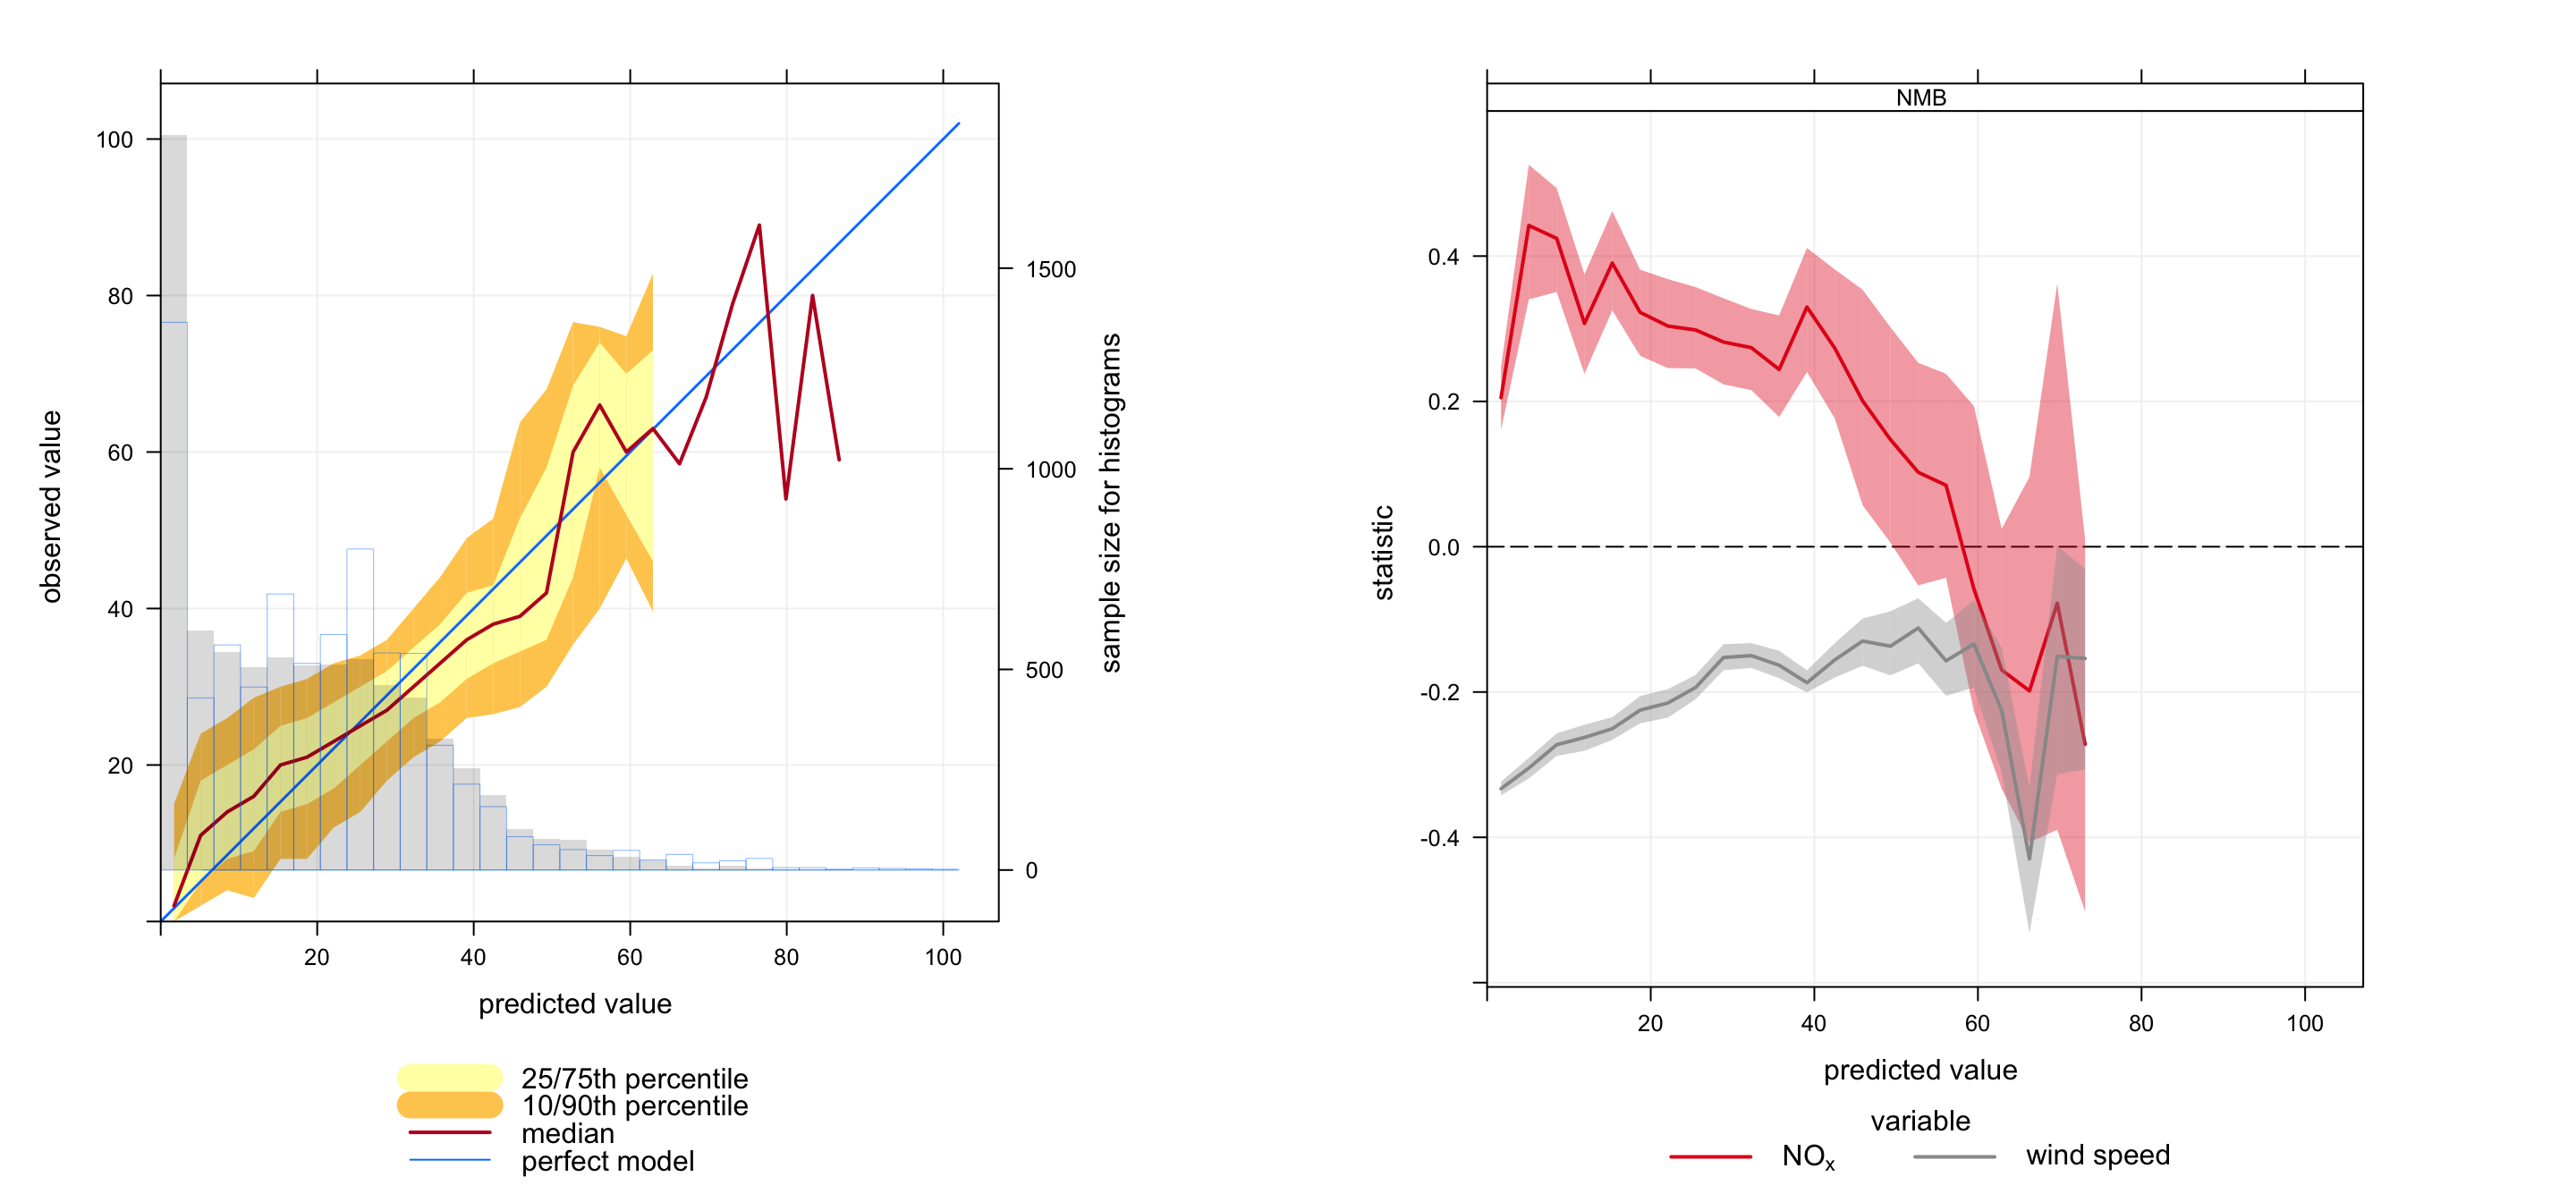 100
80
60
40
20
observed value
20
40
60
80
100
predicted value
1500
1000
500
0
sample size for histograms
25/75th percentile
10/90th percentile
median
perfect model
NMB
0.4
0.2
0.0
-0.2
-0.4
statistic
20
40
60
80
100
predicted value
variable
NOx
wind speed